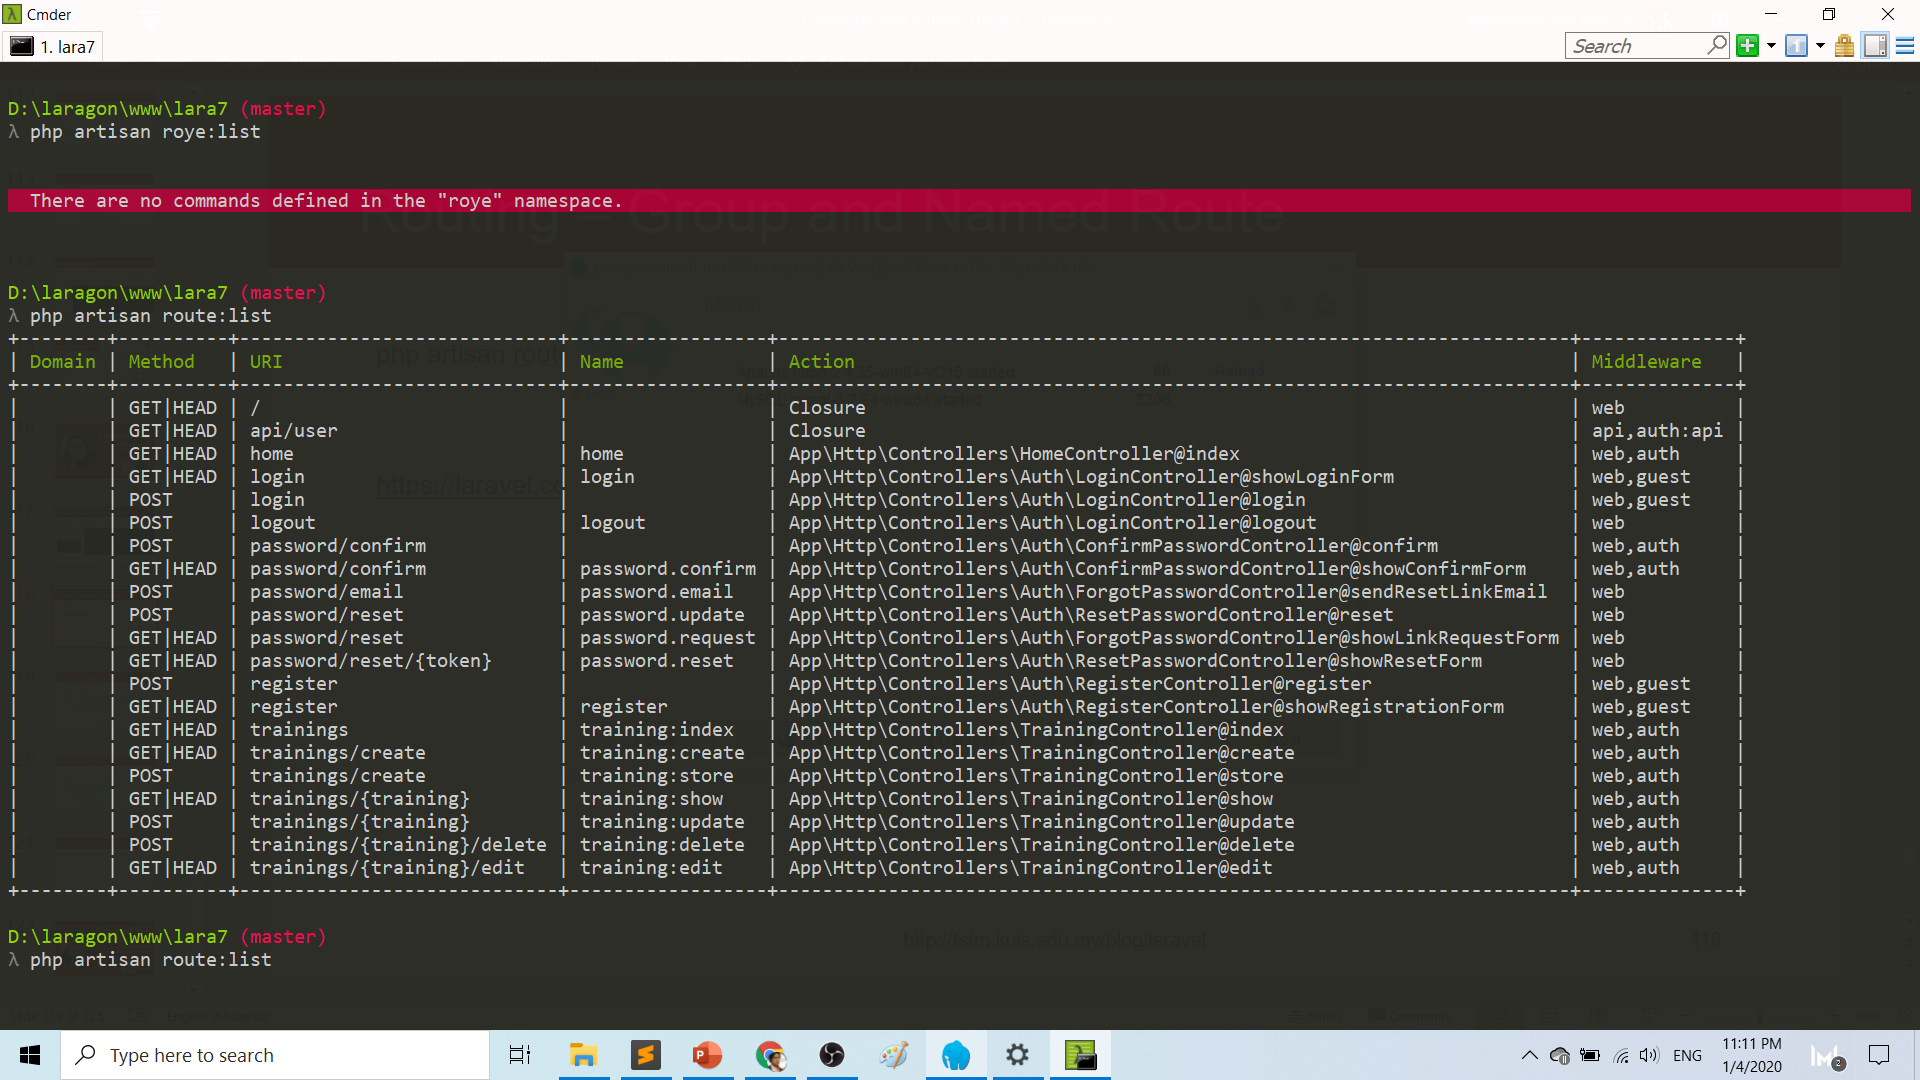 Cmder
1. lara7
Search
D:\laragon\www\lara7 (master)
λ php artisan roye:list
There are no commands defined in the "roye" namespace.
Routing – Group and Named Route
D:\laragon\www\lara7 (master)
λ php artisan route:list
+--------+----------+-----------------------------+------------------+------------------------------------------------------------------------+--------------+
| Domain | Method | URI | Name | Action | Middleware |
+--------+----------+-----------------------------+------------------+------------------------------------------------------------------------+--------------+
| | GET|HEAD | / | | Closure | web |
| | GET|HEAD | api/user | | Closure | api,auth:api |
| | GET|HEAD | home | home | App\Http\Controllers\HomeController@index | web,auth |
| | GET|HEAD | login | login | App\Http\Controllers\Auth\LoginController@showLoginForm | web,guest |
| | POST | login | | App\Http\Controllers\Auth\LoginController@login | web,guest |
| | POST | logout | logout | App\Http\Controllers\Auth\LoginController@logout | web |
| | POST | password/confirm | | App\Http\Controllers\Auth\ConfirmPasswordController@confirm | web,auth |
| | GET|HEAD | password/confirm | password.confirm | App\Http\Controllers\Auth\ConfirmPasswordController@showConfirmForm | web,auth |
| | POST | password/email | password.email | App\Http\Controllers\Auth\ForgotPasswordController@sendResetLinkEmail | web |
| | POST | password/reset | password.update | App\Http\Controllers\Auth\ResetPasswordController@reset | web |
| | GET|HEAD | password/reset | password.request | App\Http\Controllers\Auth\ForgotPasswordController@showLinkRequestForm | web |
| | GET|HEAD | password/reset/{token} | password.reset | App\Http\Controllers\Auth\ResetPasswordController@showResetForm | web |
| | POST | register | | App\Http\Controllers\Auth\RegisterController@register | web,guest |
| | GET|HEAD | register | register | App\Http\Controllers\Auth\RegisterController@showRegistrationForm | web,guest |
| | GET|HEAD | trainings | training:index | App\Http\Controllers\TrainingController@index | web,auth |
| | GET|HEAD | trainings/create | training:create | App\Http\Controllers\TrainingController@create | web,auth |
| | POST | trainings/create | training:store | App\Http\Controllers\TrainingController@store | web,auth |
| | GET|HEAD | trainings/{training} | training:show | App\Http\Controllers\TrainingController@show | web,auth |
| | POST | trainings/{training} | training:update | App\Http\Controllers\TrainingController@update | web,auth |
| | POST | trainings/{training}/delete | training:delete | App\Http\Controllers\TrainingController@delete | web,auth |
| | GET|HEAD | trainings/{training}/edit | training:edit | App\Http\Controllers\TrainingController@edit | web,auth |
+--------+----------+-----------------------------+------------------+------------------------------------------------------------------------+--------------+
D:\laragon\www\lara7 (master)
http://fstm.kuis.edu.my/blog/laravel 118
λ php artisan route:list
Type here to search
ENG
11:11 PM
1/4/2020
2